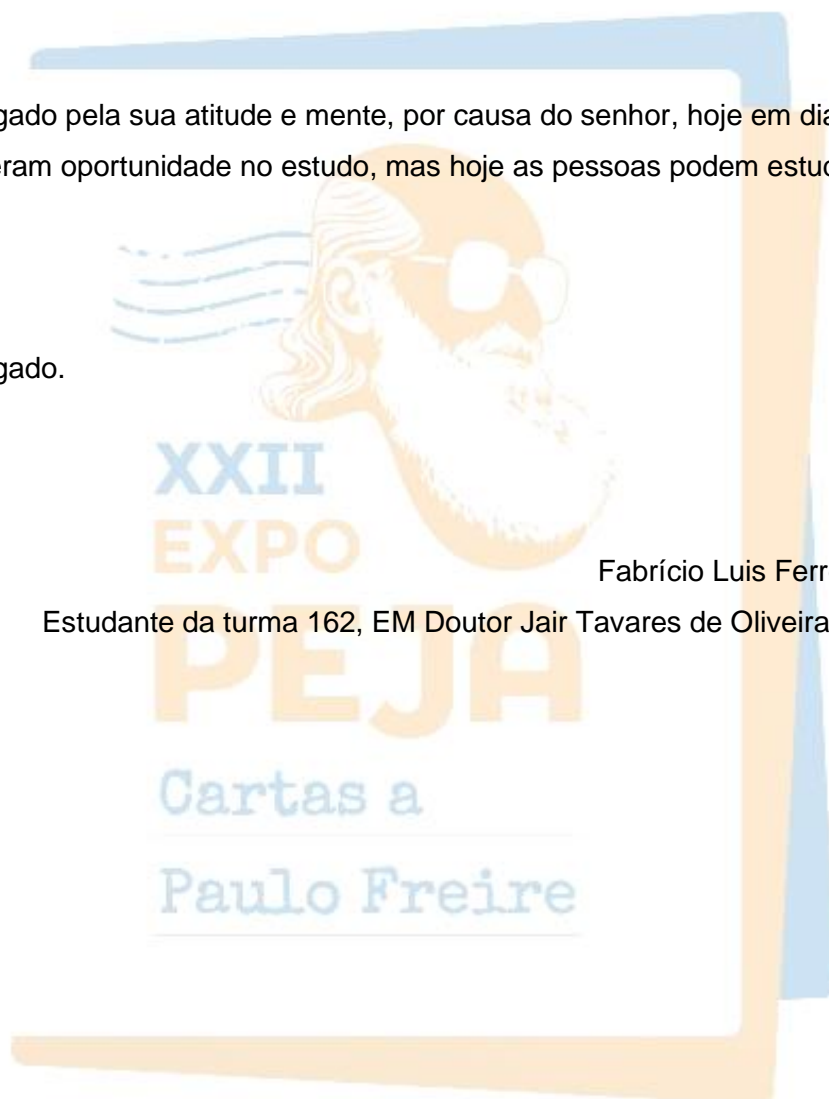 gado pela sua atitude e mente, por causa do senhor, hoje em dia
eram oportunidade no estudo, mas hoje as pessoas podem estud
gado.
XXII
EXPO
Fabrício Luis Ferr
Estudante da turma 162, EM Doutor Jair Tavares de Oliveira
PEJA
Cartas a
Paulo Freire